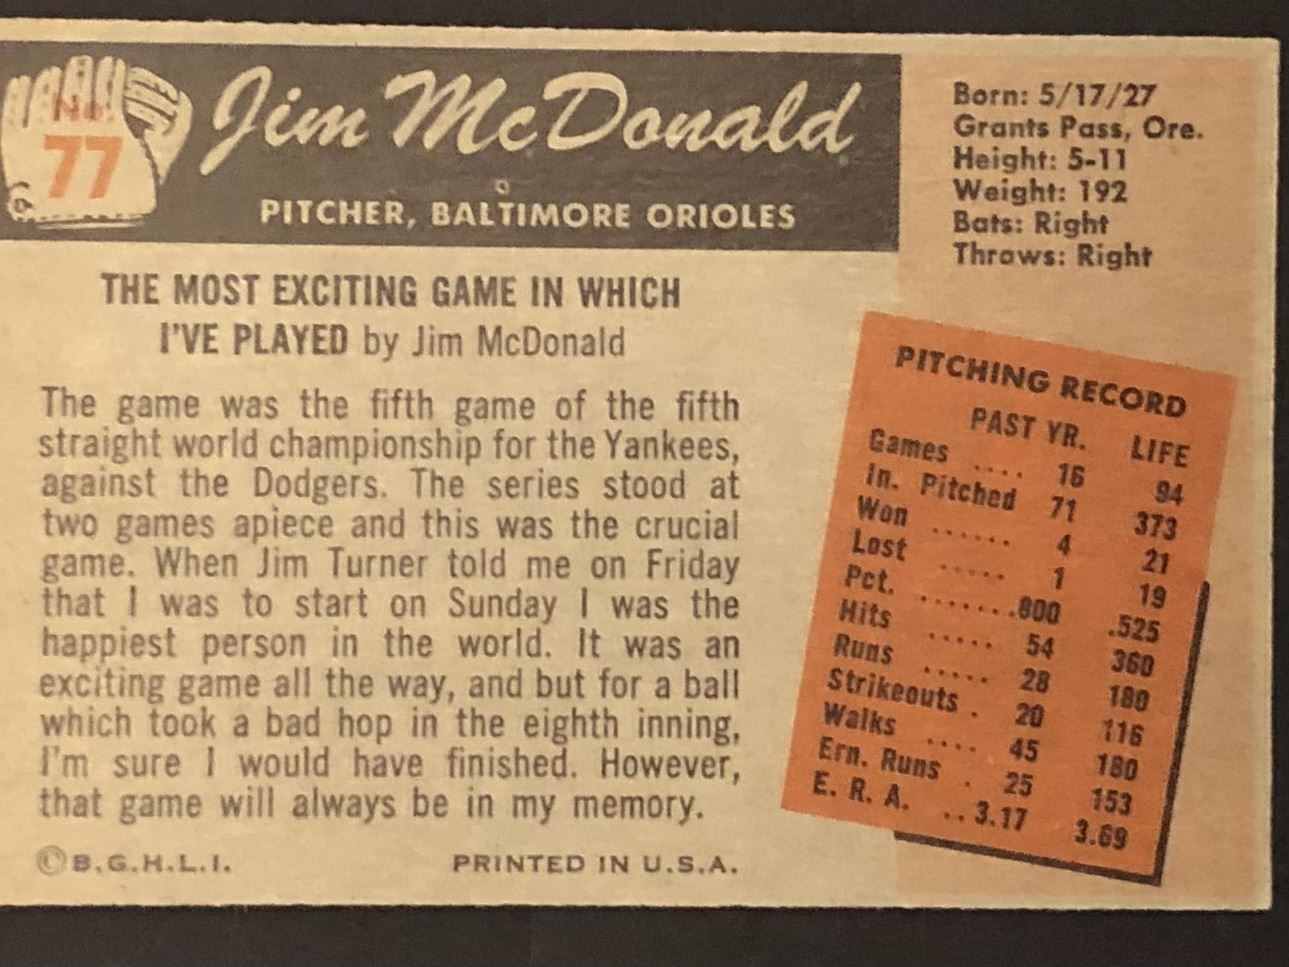 No.
77
Jim McDonald
PITCHER, BALTIMORE ORIOLES
Born: 5/17/27
Grants Pass, Ore.
Height: 5-11
Weight: 192
Bats: Right
Throws: Right
THE MOST EXCITING GAME IN WHICH
I'VE PLAYED by Jim McDonald
The game was the fifth game of the fifth
straight world championship for the Yankees,
against the Dodgers. The series stood at
two games apiece and this was the crucial
game. When Jim Turner told me on Friday
that I was to start on Sunday I was the
happiest person in the world. It was an
exciting game all the way, and but for a ball
which took a bad hop in the eighth inning,
I'm sure I would have finished. However,
that game will always be in my memory.
©B.G.H.L.I. PRINTED IN U.S.A.
PITCHING RECORD
PAST YR. LIFE
Games .... 16 94
In. Pitched 71 373
Won ...... 4 21
Lost ..... 1 19
Pct. .......800 .525
Hits ..... 54 360
Runs ..... 28 180
Strikeouts . 20 116
Walks .... 45 180
Ern. Runs . 25 153
E. R. A. .. 3.17 3.69